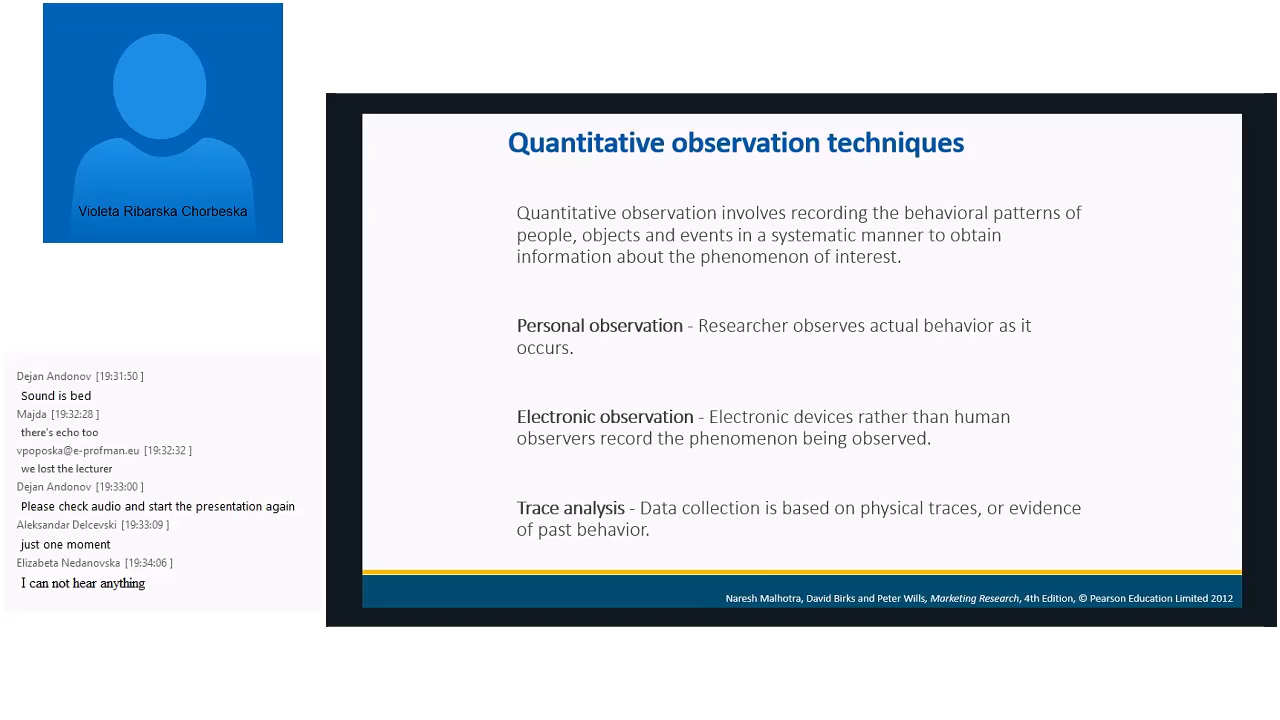 Violeta Ribarska Chorbeska
Dejan Andonov [19:31:50 ]
Sound is bed
Majda [19:32:28 ]
there's echo too
vpoposka@e-profman.eu [19:32:32 ]
we lost the lecturer
Dejan Andonov [19:33:00 ]
Please check audio and start the presentation again
Aleksandar Delcevski [19:33:09 ]
just one moment
Elizabeta Nedanovska [19:34:06 ]
I can not hear anything
Quantitative observation techniques
Quantitative observation involves recording the behavioral patterns of
people, objects and events in a systematic manner to obtain
information about the phenomenon of interest.
Personal observation - Researcher observes actual behavior as it
occurs.
Electronic observation - Electronic devices rather than human
observers record the phenomenon being observed.
Trace analysis - Data collection is based on physical traces, or evidence
of past behavior.
Naresh Malhotra, David Birks and Peter Wills, Marketing Research, 4th Edition, © Pearson Education Limited 2012